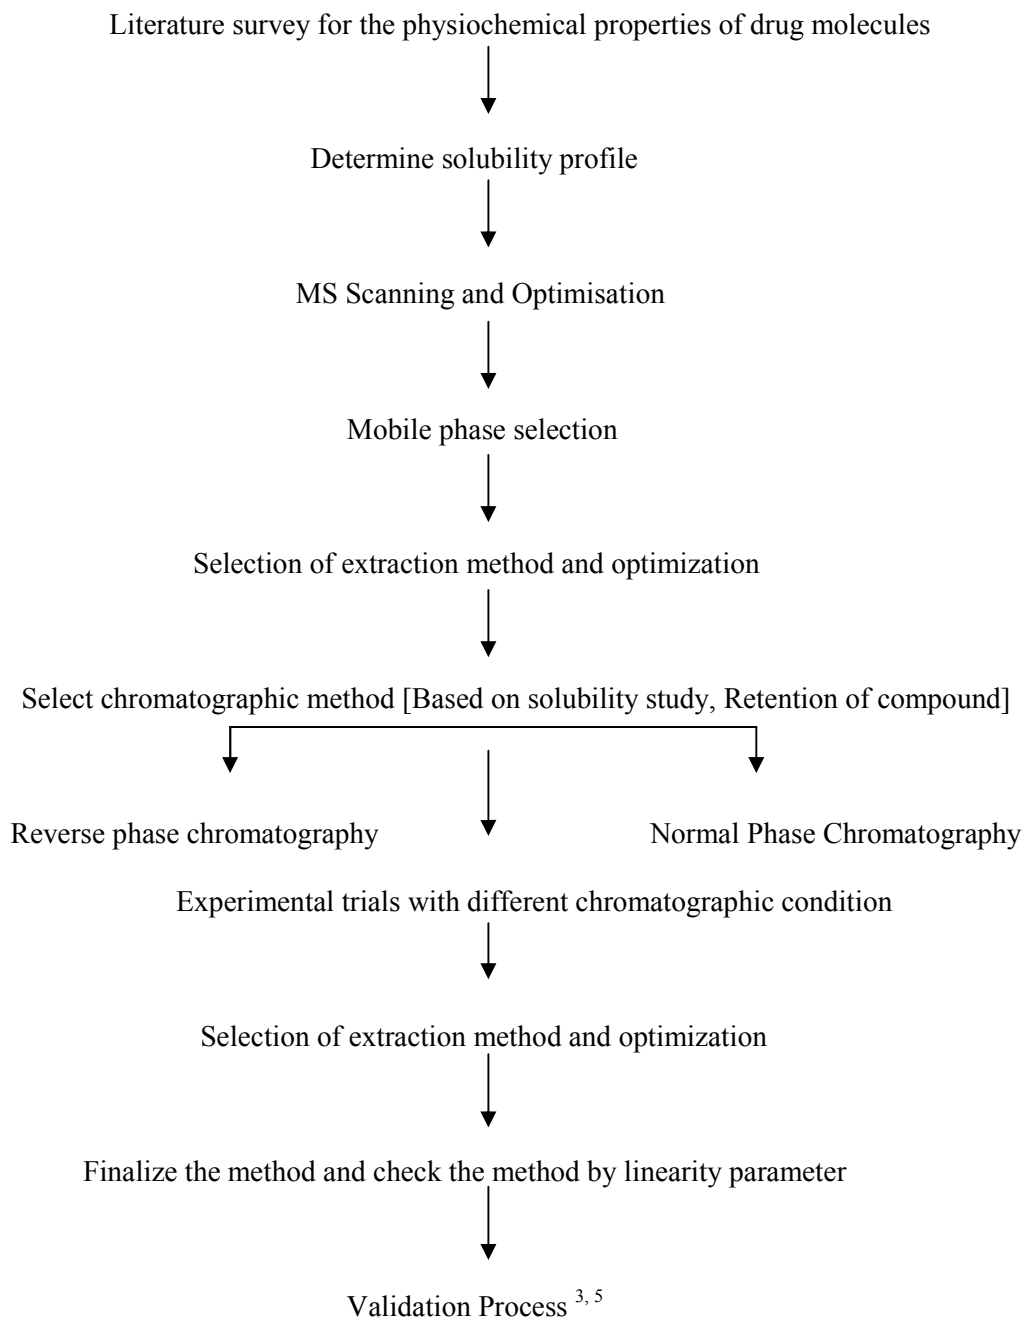 Literature survey for the physiochemical properties of drug molecules
Determine solubility profile
MS Scanning and Optimisation
Mobile phase selection
Selection of extraction method and optimization
Select chromatographic method [Based on solubility study, Retention of compound]
Reverse phase chromatography
Normal Phase Chromatography
Experimental trials with different chromatographic condition
Selection of extraction method and optimization
Finalize the method and check the method by linearity parameter
Validation Process 3, 5